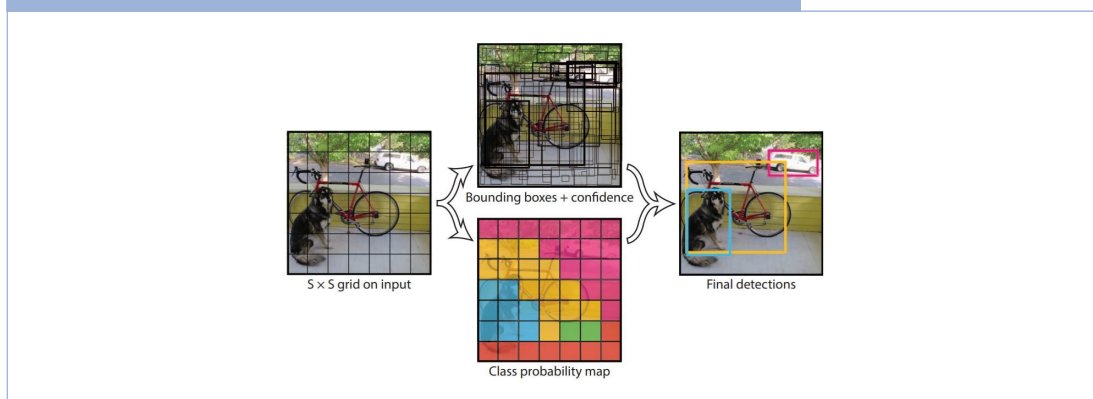 Bounding boxes + confidence
S × S grid on input
Final detections
Class probability map